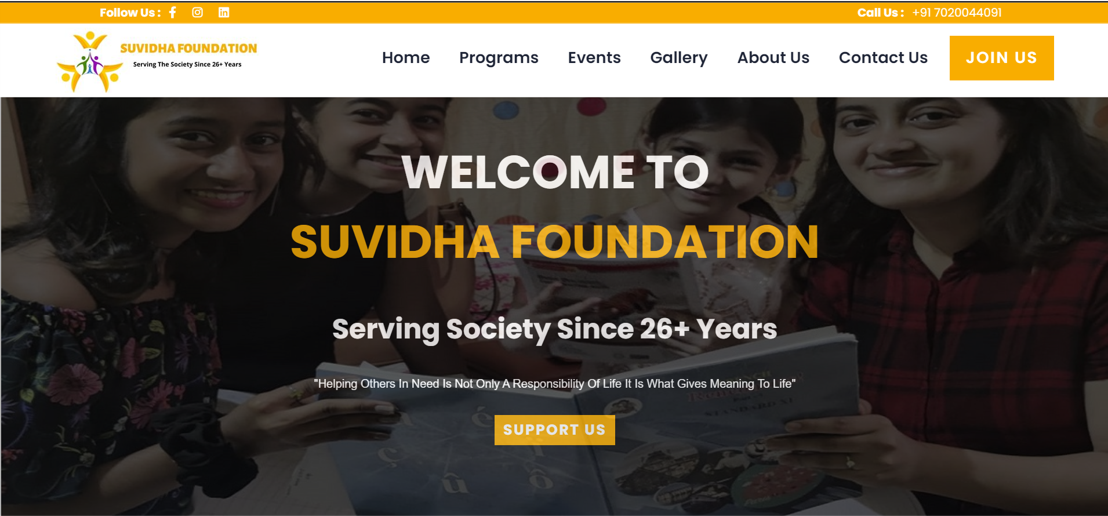 Follow Us :
Call Us : +91 7020044091
SUVIDHA FOUNDATION
Serving The Society Since 26+ Years
Home Programs Events Gallery About Us Contact Us JOIN US
WELCOME TO
SUVIDHA FOUNDATION
Serving Society Since 26+ Years
"Helping Others In Need Is Not Only A Responsibility Of Life It Is What Gives Meaning To Life"
SUPPORT US